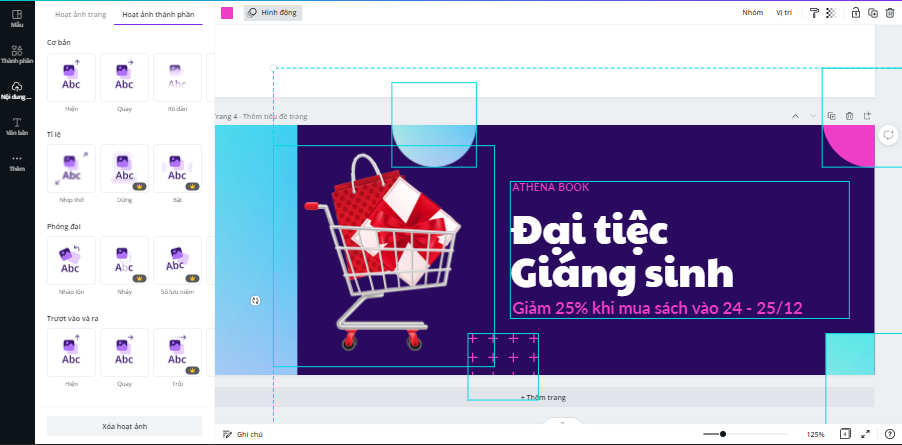 Mẫu
Thành phần
Nội dung ...
Văn bản
Thêm
Hoạt ảnh trang
Hoạt ảnh thành phần
Cơ bản
Abc
Abc
Abc
Hiện
Quay
Rõ dần
Tỉ lệ
Abc
Abc
Abc
Nhịp thở
Dừng
Bật
Phóng đại
Abc
Abc
Abc
Nhào lộn
Nháy
Số lưu niệm
Trượt vào và ra
Abc
Abc
Abc
Hiện
Quay
Trôi
Xóa hoạt ảnh
Hình động
Nhóm
Vị trí
Trang 4 - Thêm tiêu đề trang
ATHENA BOOK
Đại tiệc
Giáng sinh
Giảm 25% khi mua sách vào 24 - 25/12
+ Thêm trang
Ghi chú
125%
4